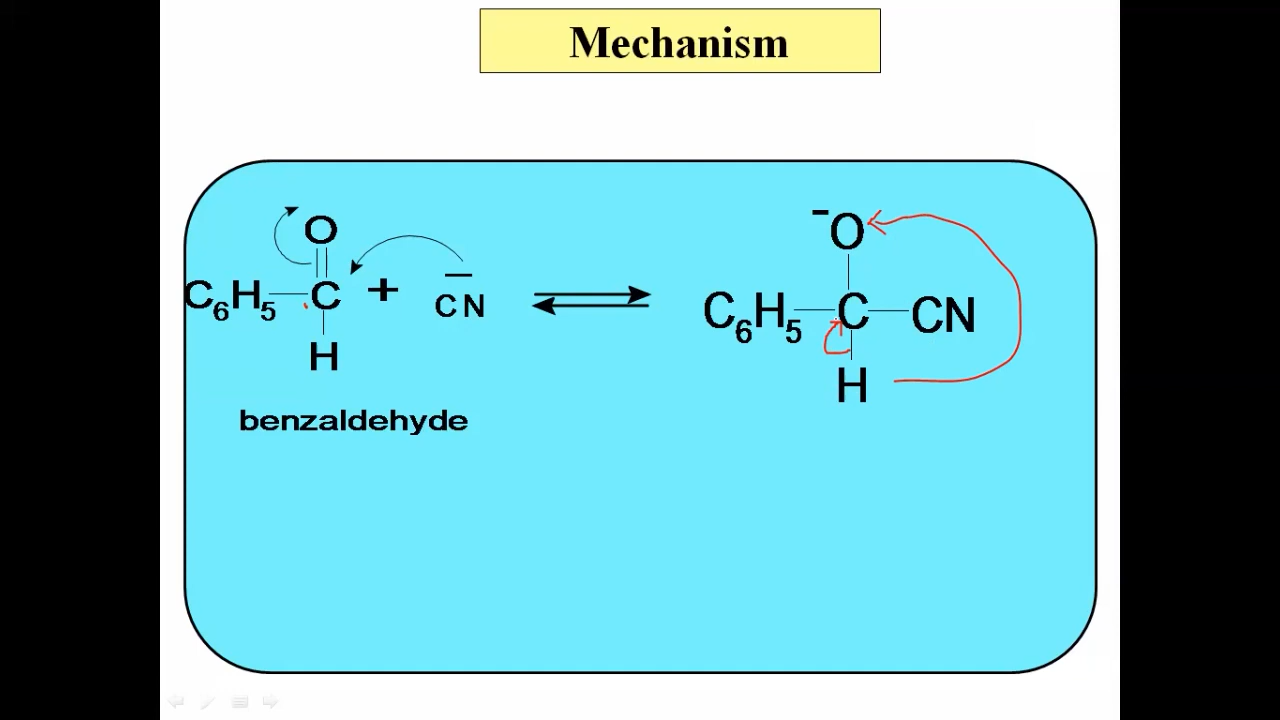 Mechanism
O
C6H5—C + CN
H
benzaldehyde
−O
C6H5—C—CN
H